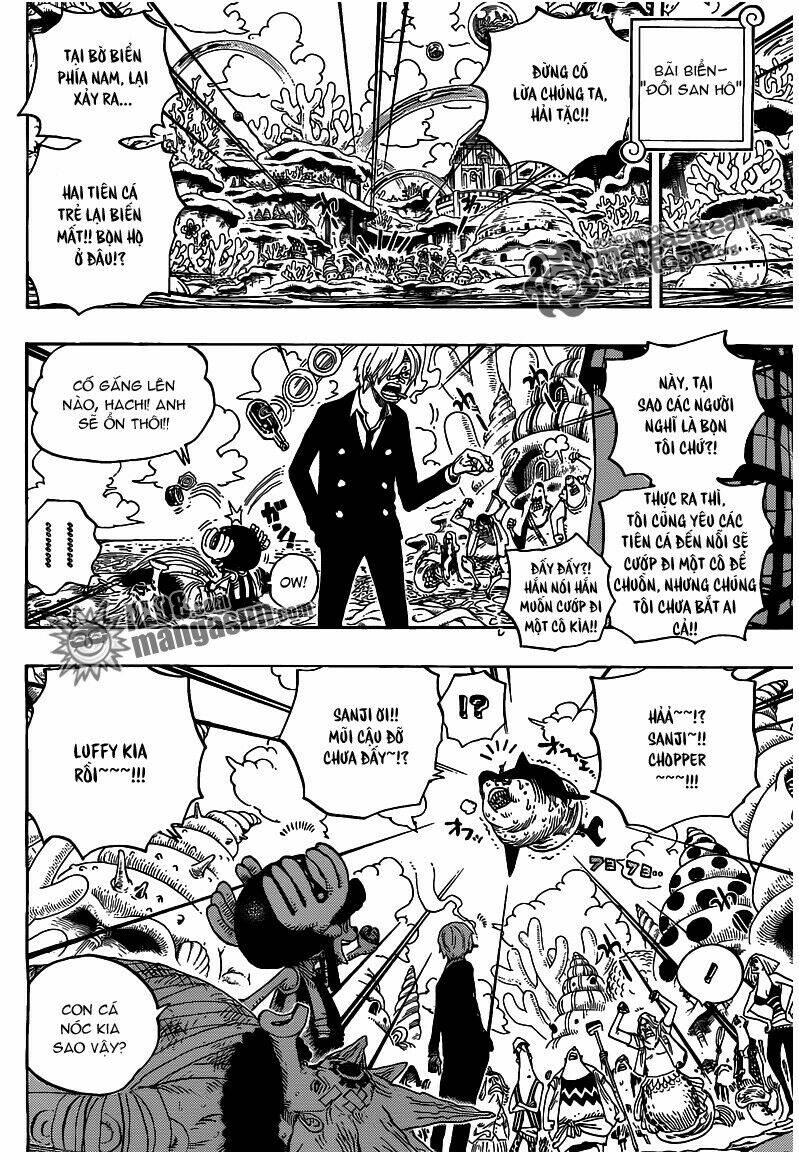 BÃI BIỂN-
"ĐỒI SAN HÔ"
ĐỪNG CÓ
LỪA CHÚNG TA,
HẢI TẶC!!
TẠI BỜ BIỂN
PHÍA NAM, LẠI
XẢY RA...
HAI TIÊN CÁ
TRẺ LẠI BIẾN
MẤT!! BỌN HỌ
Ở ĐÂU!?
mangastream.com
NÀY, TẠI
SAO CÁC NGƯỜI
NGHĨ LÀ BỌN
TÔI CHỨ?!
THỰC RA THÌ,
TÔI CŨNG YÊU CÁC
TIÊN CÁ ĐẾN NỖI SẼ
CƯỚP ĐI MỘT CÔ ĐỂ
CHUỒN, NHƯNG CHÚNG
TÔI CHƯA BẮT AI
CẢ!!
ĐẤY ĐẤY?!
HẮN NÓI HẮN
MUỐN CƯỚP ĐI
MỘT CÔ KÌA!!
CỐ GẮNG LÊN
NÀO, HACHI! ANH
SẼ ỔN THÔI!!
OW!
mangasun.com
HẢẢ~~!?
SANJI~!!
CHOPPER
~~~!!
!?
SANJI ƠI!!
MŨI CẬU ĐỠ
CHƯA ĐẤY~!?
LUFFY KIA
RỒI~~~!!!
CON CÁ
NÓC KIA
SAO VẬY?